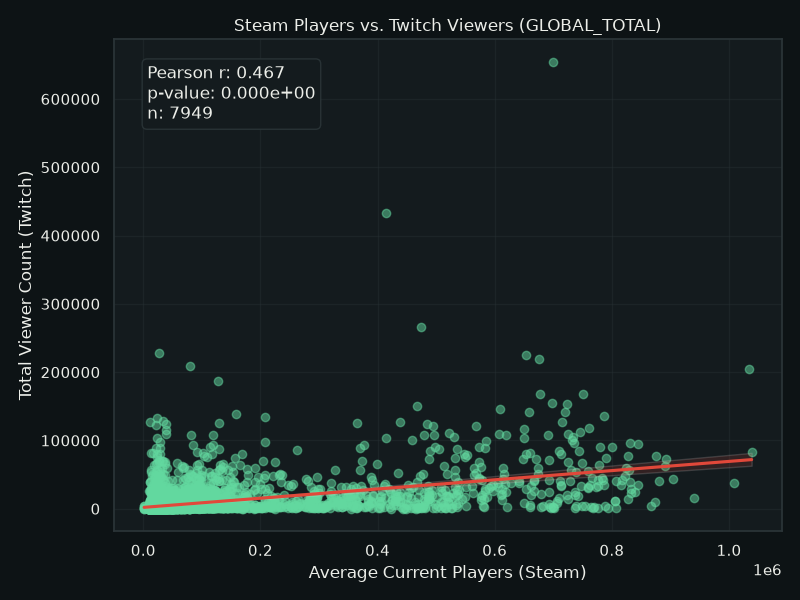 Steam Players vs. Twitch Viewers (GLOBAL_TOTAL)
Pearson r: 0.467
p-value: 0.000e+00
n: 7949
Total Viewer Count (Twitch)
600000
500000
400000
300000
200000
100000
0
0.0
0.2
0.4
0.6
0.8
1.0
1e6
Average Current Players (Steam)